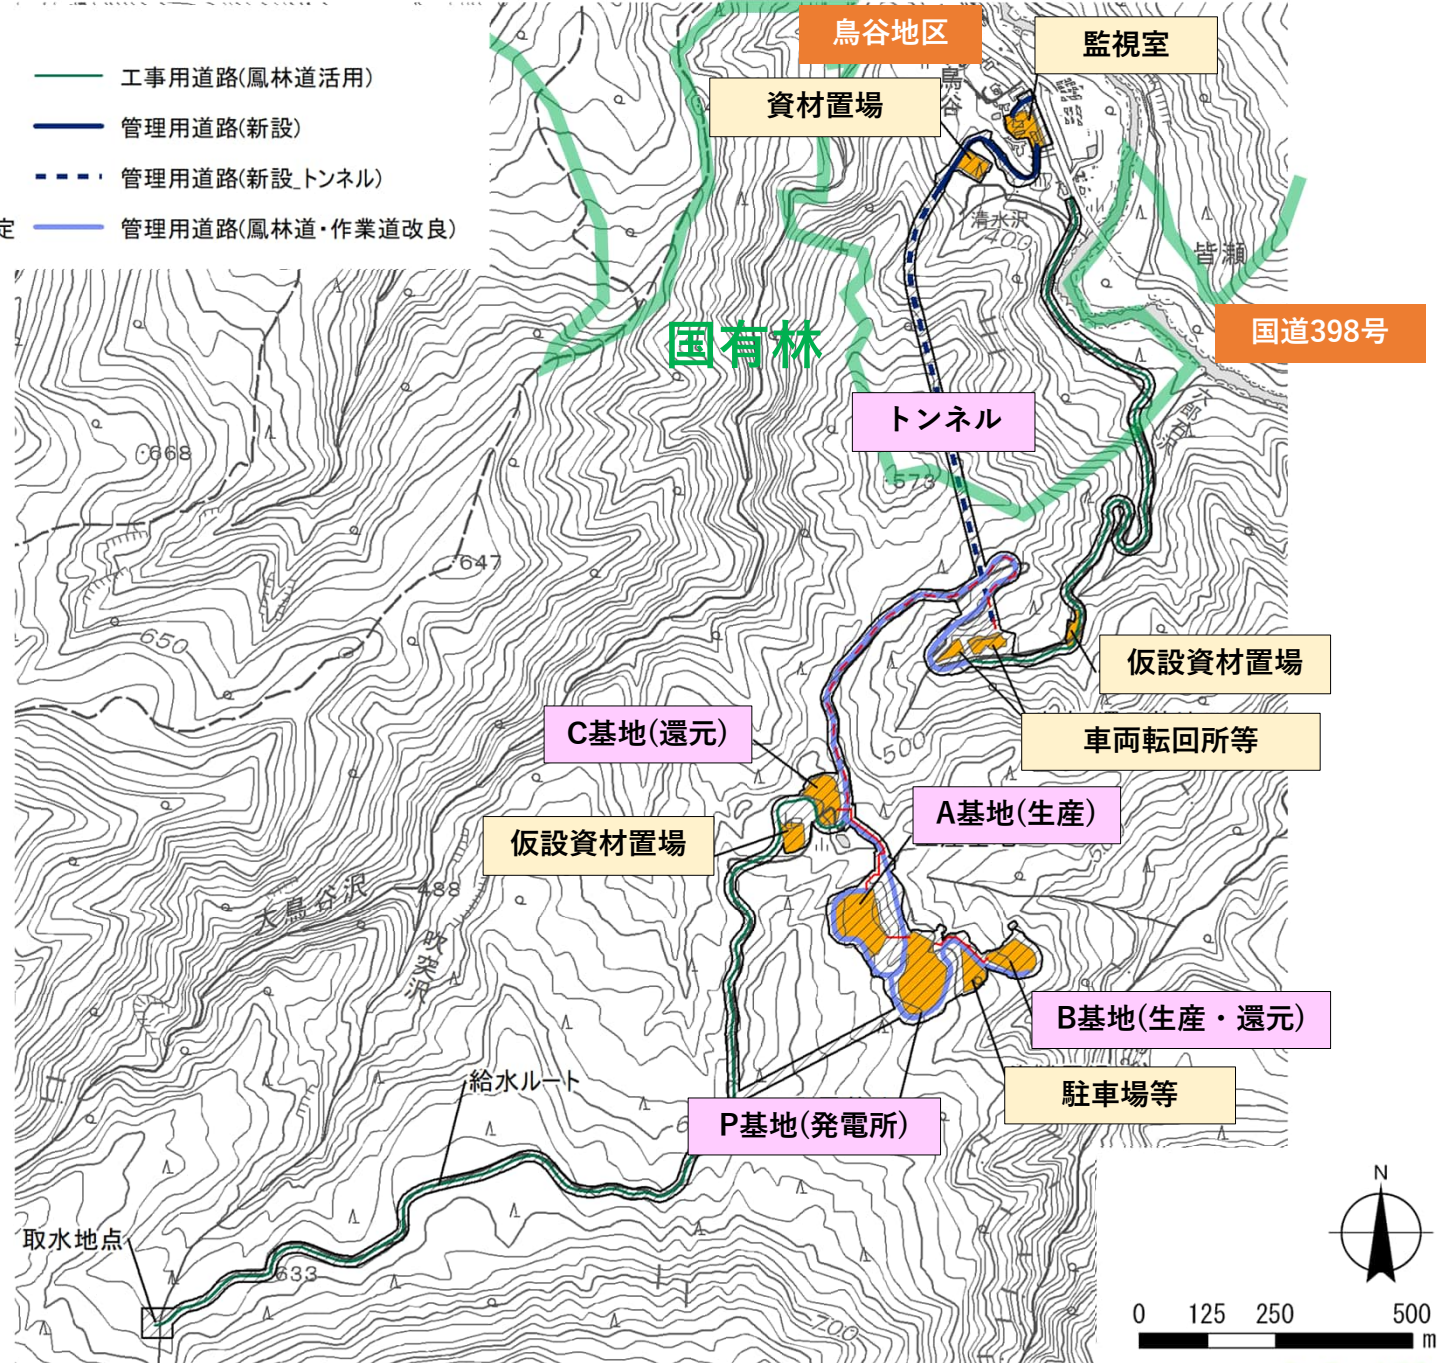 鳥谷地区
監視室
工事用道路(鳳林道活用)
資材置場
鳥谷
管理用道路(新設)
管理用道路(新設_トンネル)
定
管理用道路(鳳林道・作業道改良)
清水沢
400
皆瀬
国有林
国道398号
トンネル
668
573
647
650
仮設資材置場
車両転回所等
C基地(還元)
500
A基地(生産)
仮設資材置場
488
大鳥谷沢
吹突沢
B基地(生産・還元)
給水ルート
駐車場等
P基地(発電所)
取水地点
633
700
N
0 125 250 500
m